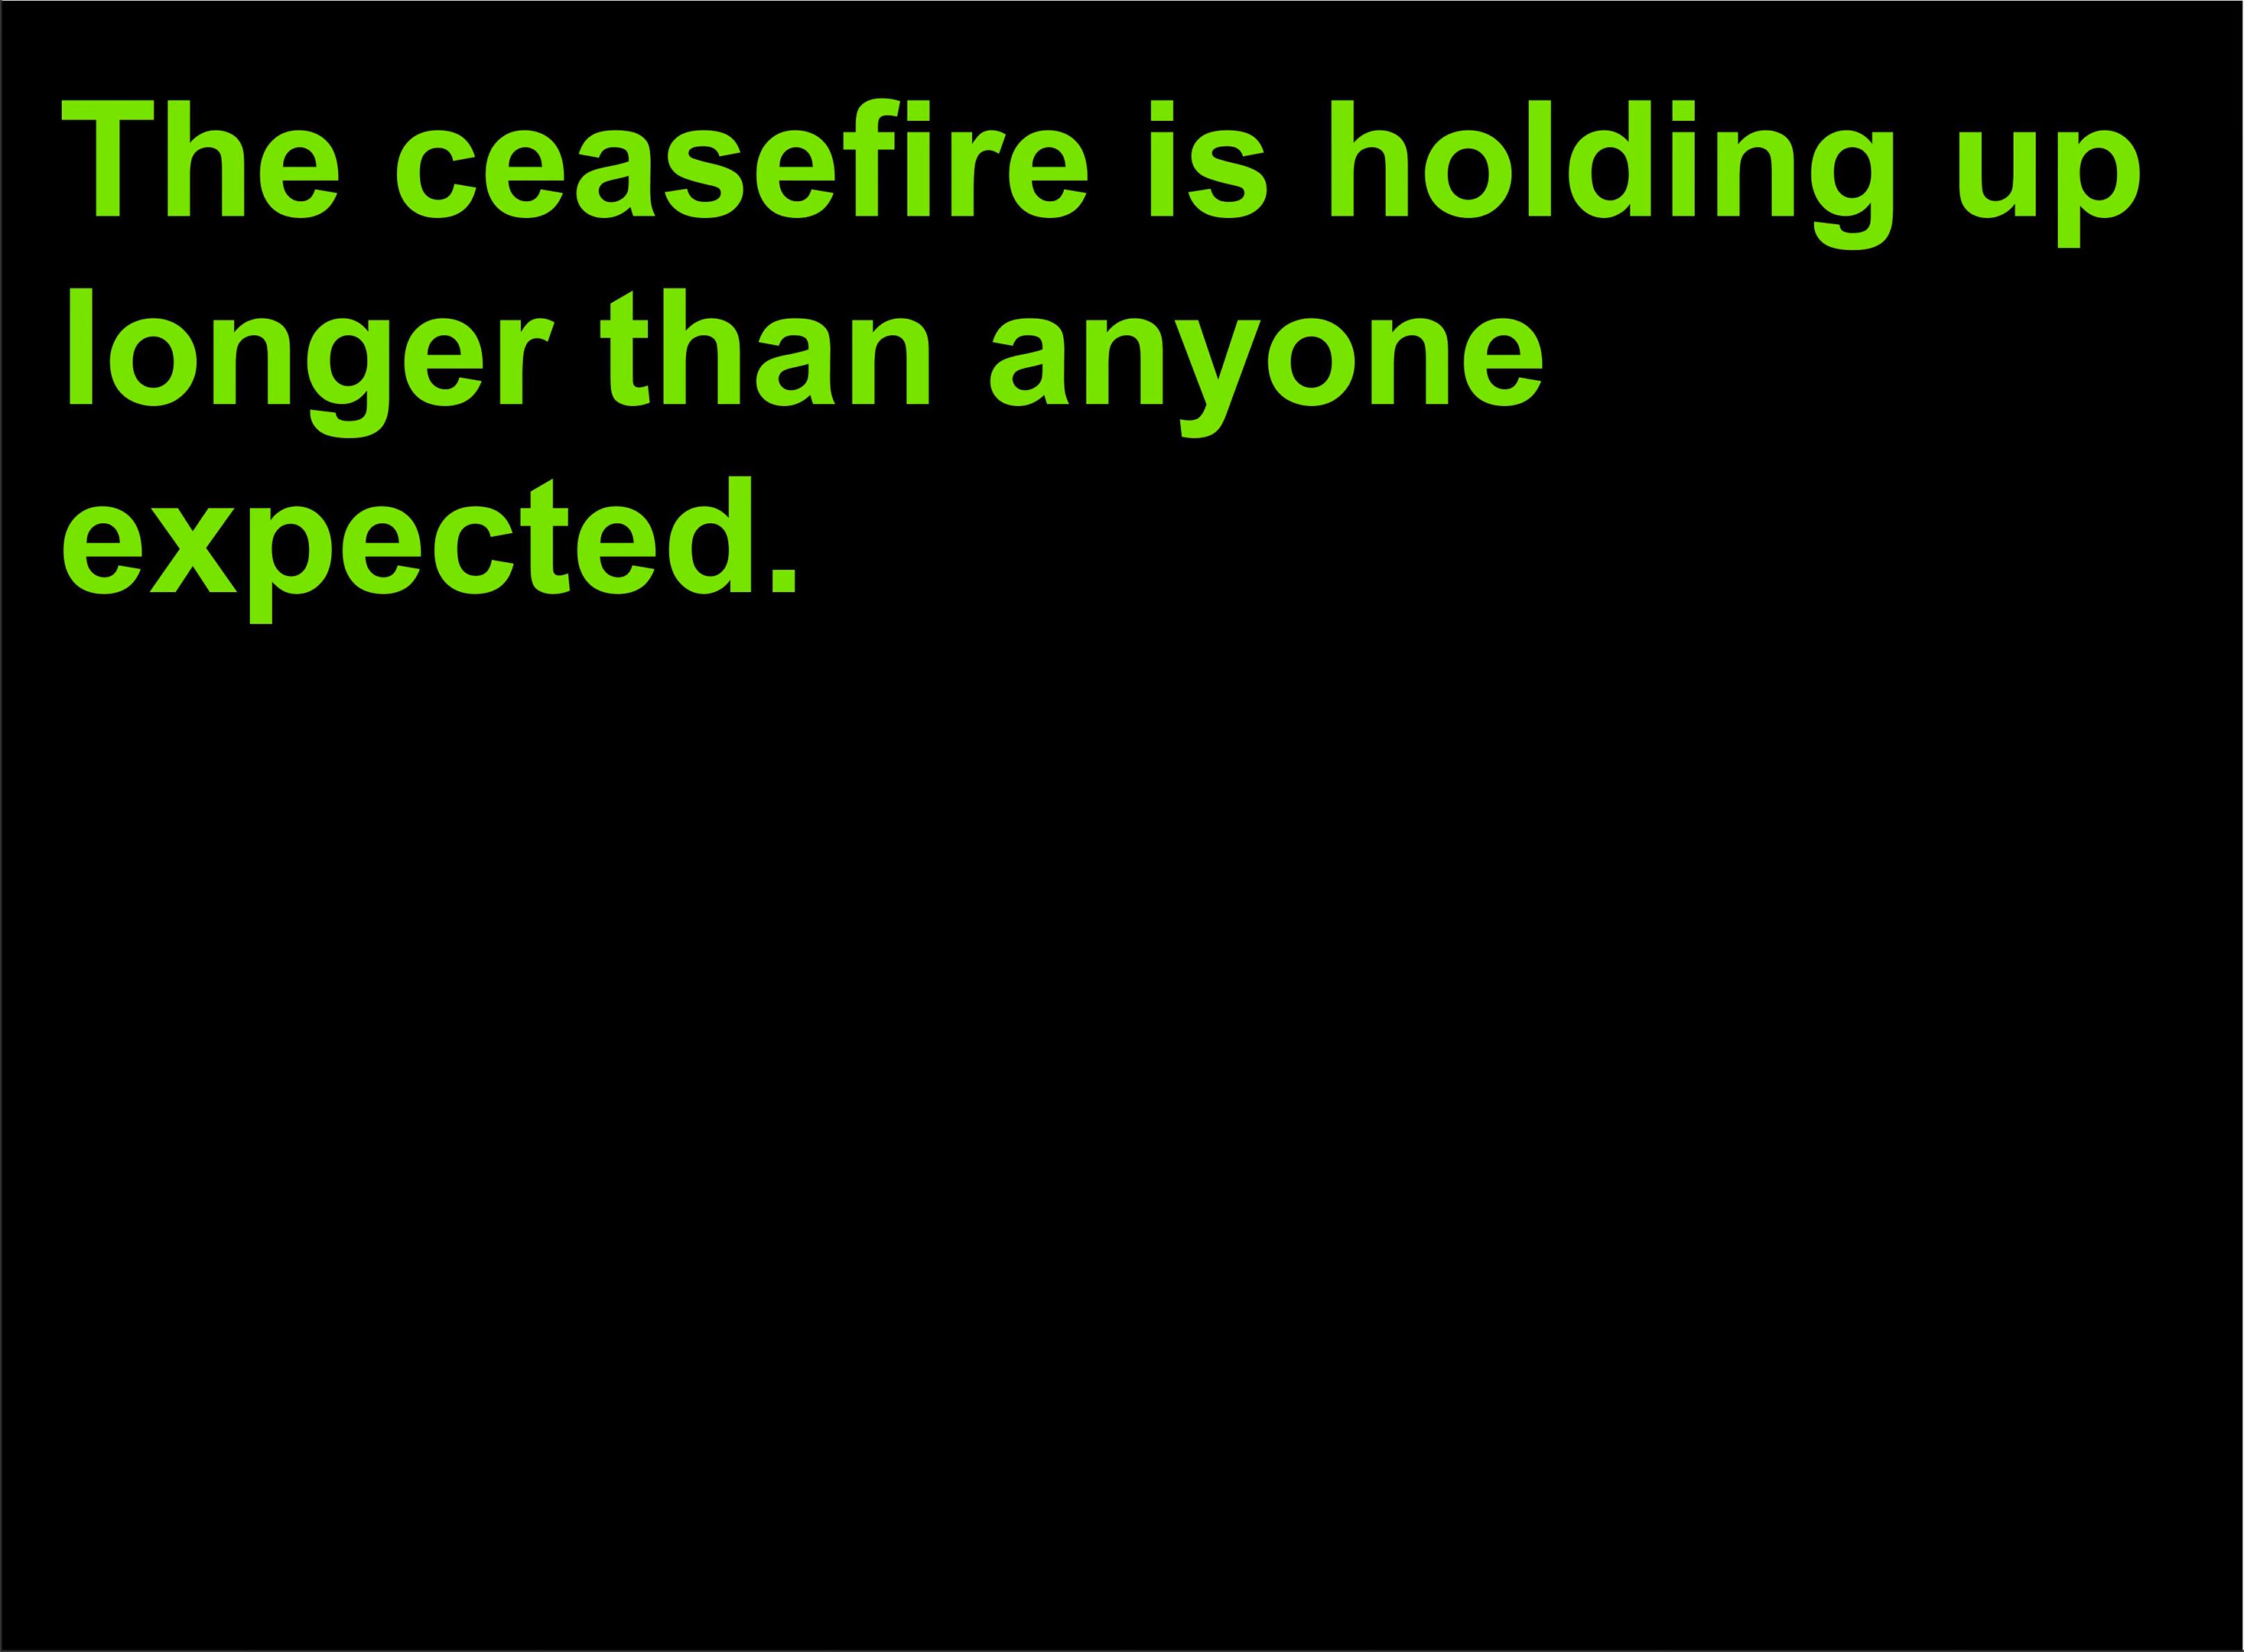 The ceasefire is holding up
longer than anyone
expected.